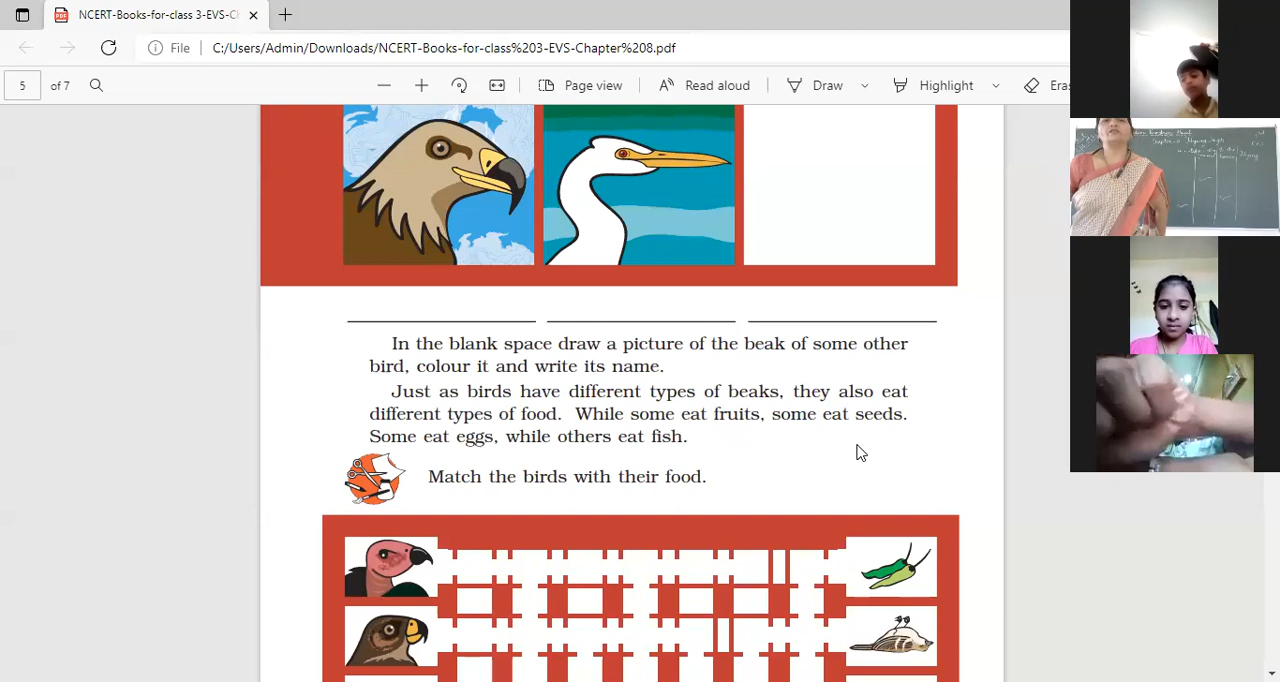 NCERT-Books-for-class 3-EVS-Ch
File C:/Users/Admin/Downloads/NCERT-Books-for-class%203-EVS-Chapter%208.pdf
5 of 7 Page view Read aloud Draw Highlight Eras
In the blank space draw a picture of the beak of some other
bird, colour it and write its name.
Just as birds have different types of beaks, they also eat
different types of food. While some eat fruits, some eat seeds.
Some eat eggs, while others eat fish.
Match the birds with their food.